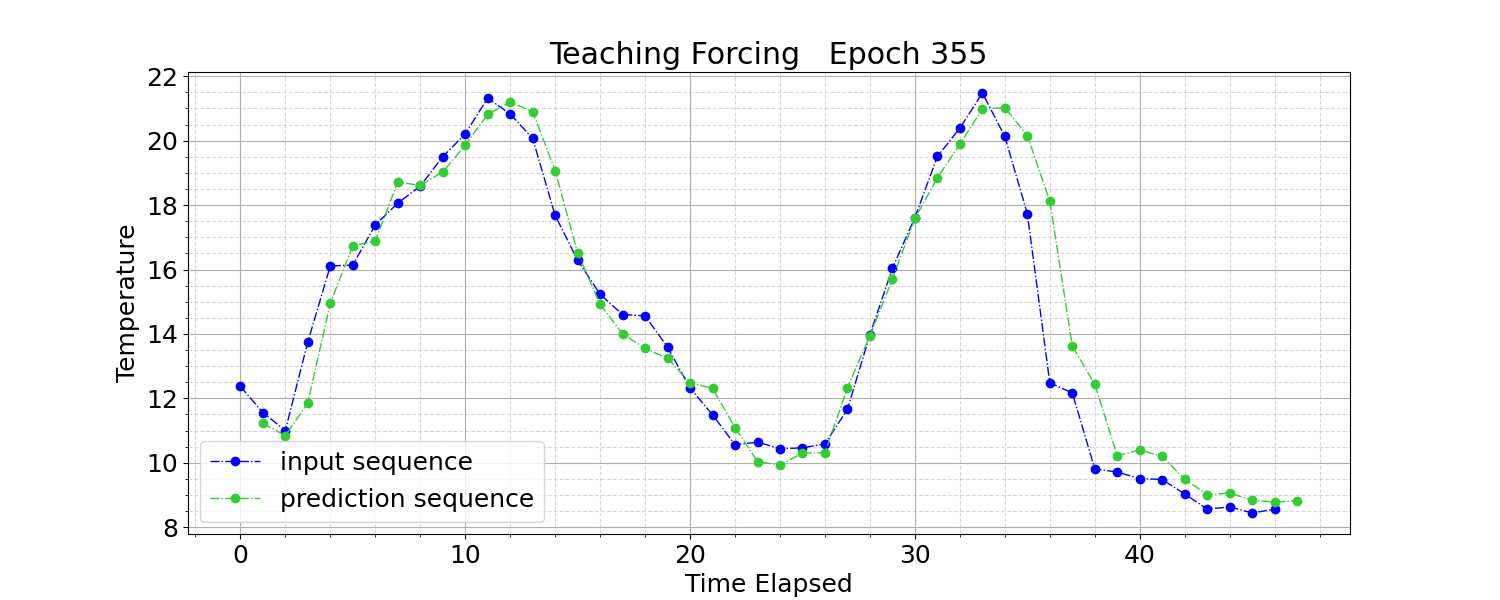 Teaching Forcing   Epoch 355
22
20
18
16
14
12
10
8
Temperature
input sequence
prediction sequence
0 10 20 30 40
Time Elapsed